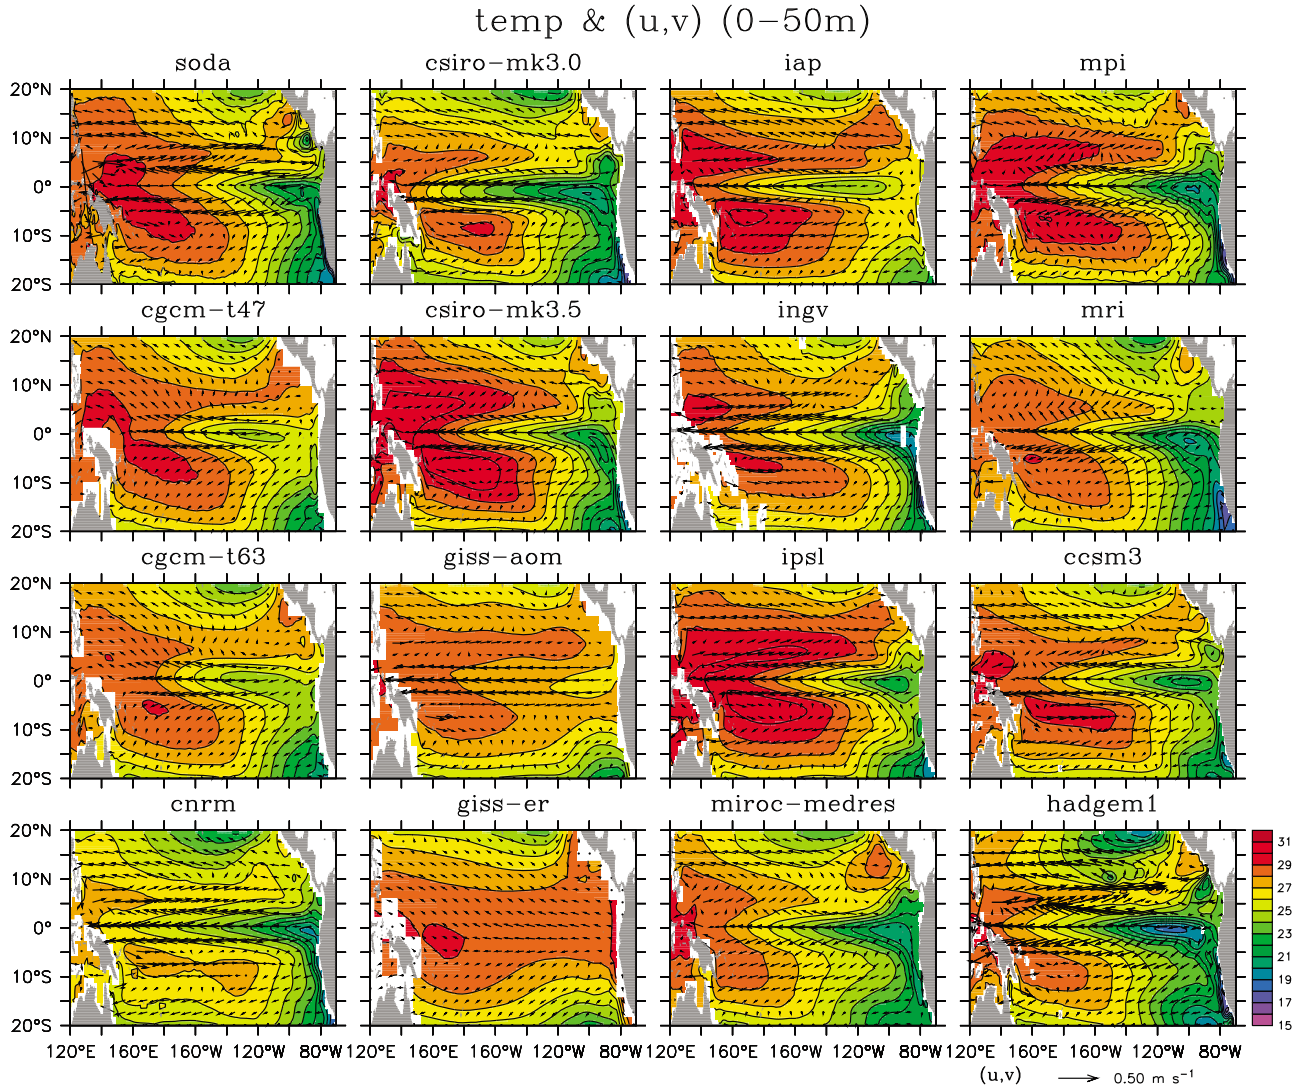 temp & (u,v) (0−50m)
soda csiro−mk3.0 iap mpi
20°N
10°N
0°
10°S
20°S
cgcm−t47 csiro−mk3.5 ingv mri
20°N
10°N
0°
10°S
20°S
cgcm−t63 giss−aom ipsl ccsm3
20°N
10°N
0°
10°S
20°S
cnrm giss−er miroc−medres hadgem1
20°N
10°N
0°
10°S
20°S
31
29
27
25
23
21
19
17
15
120°E 160°E 160°W 120°W 80°W 120°E 160°E 160°W 120°W 80°W 120°E 160°E 160°W 120°W 80°W 120°E 160°E 160°W 120°W 80°W
(u,v) 0.50 m s⁻¹